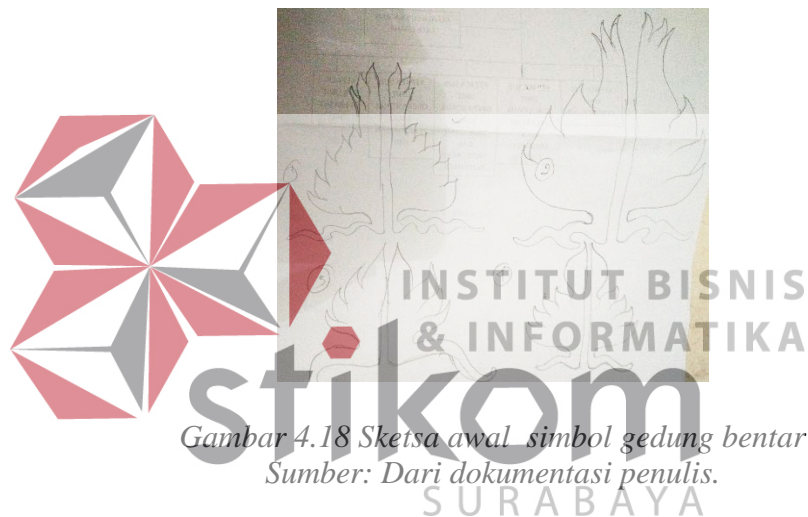 INSTITUT BISNIS
& INFORMATIKA
stikom
SURABAYA
Gambar 4.18 Sketsa awal simbol gedung bentar
Sumber: Dari dokumentasi penulis.